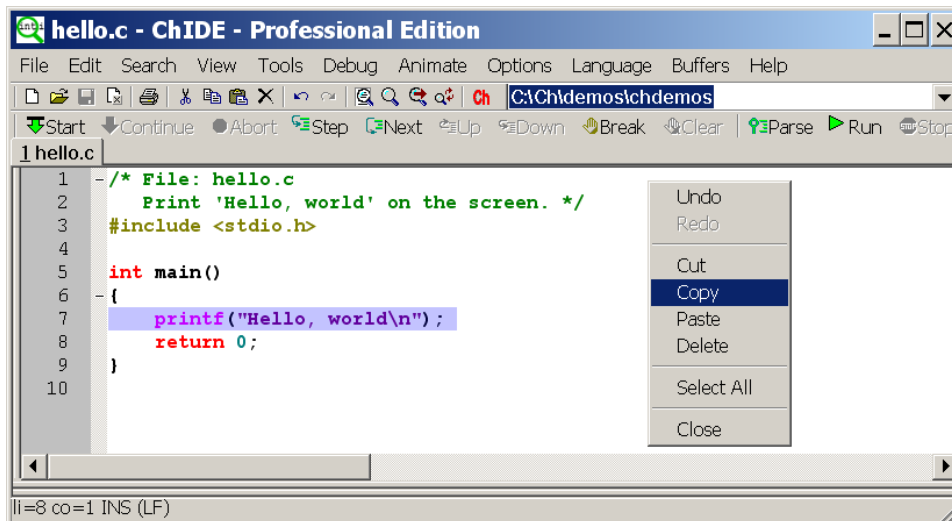 hello.c - ChIDE - Professional Edition
File Edit Search View Tools Debug Animate Options Language Buffers Help
Ch C:\Ch\demos\chdemos
Start Continue Abort Step Next Up Down Break Clear Parse Run Stop
1 hello.c
1 /* File: hello.c
2 Print 'Hello, world' on the screen. */
3 #include <stdio.h>
4
5 int main()
6 {
7 printf("Hello, world\n");
8 return 0;
9 }
10
Undo
Redo
Cut
Copy
Paste
Delete
Select All
Close
li=8 co=1 INS (LF)